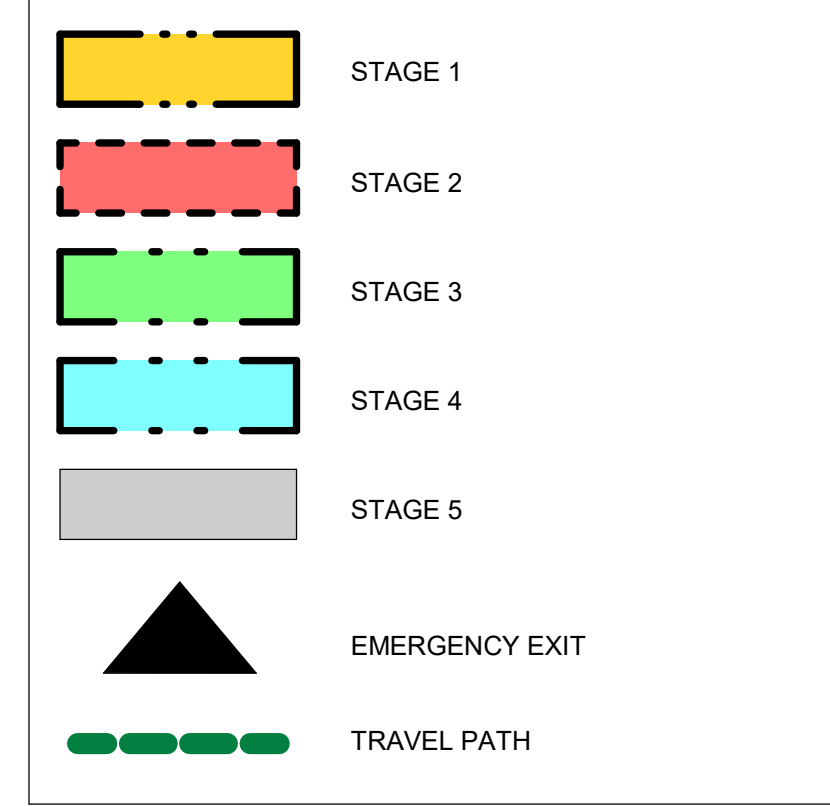 STAGE 1
STAGE 2
STAGE 3
STAGE 4
STAGE 5
EMERGENCY EXIT
TRAVEL PATH